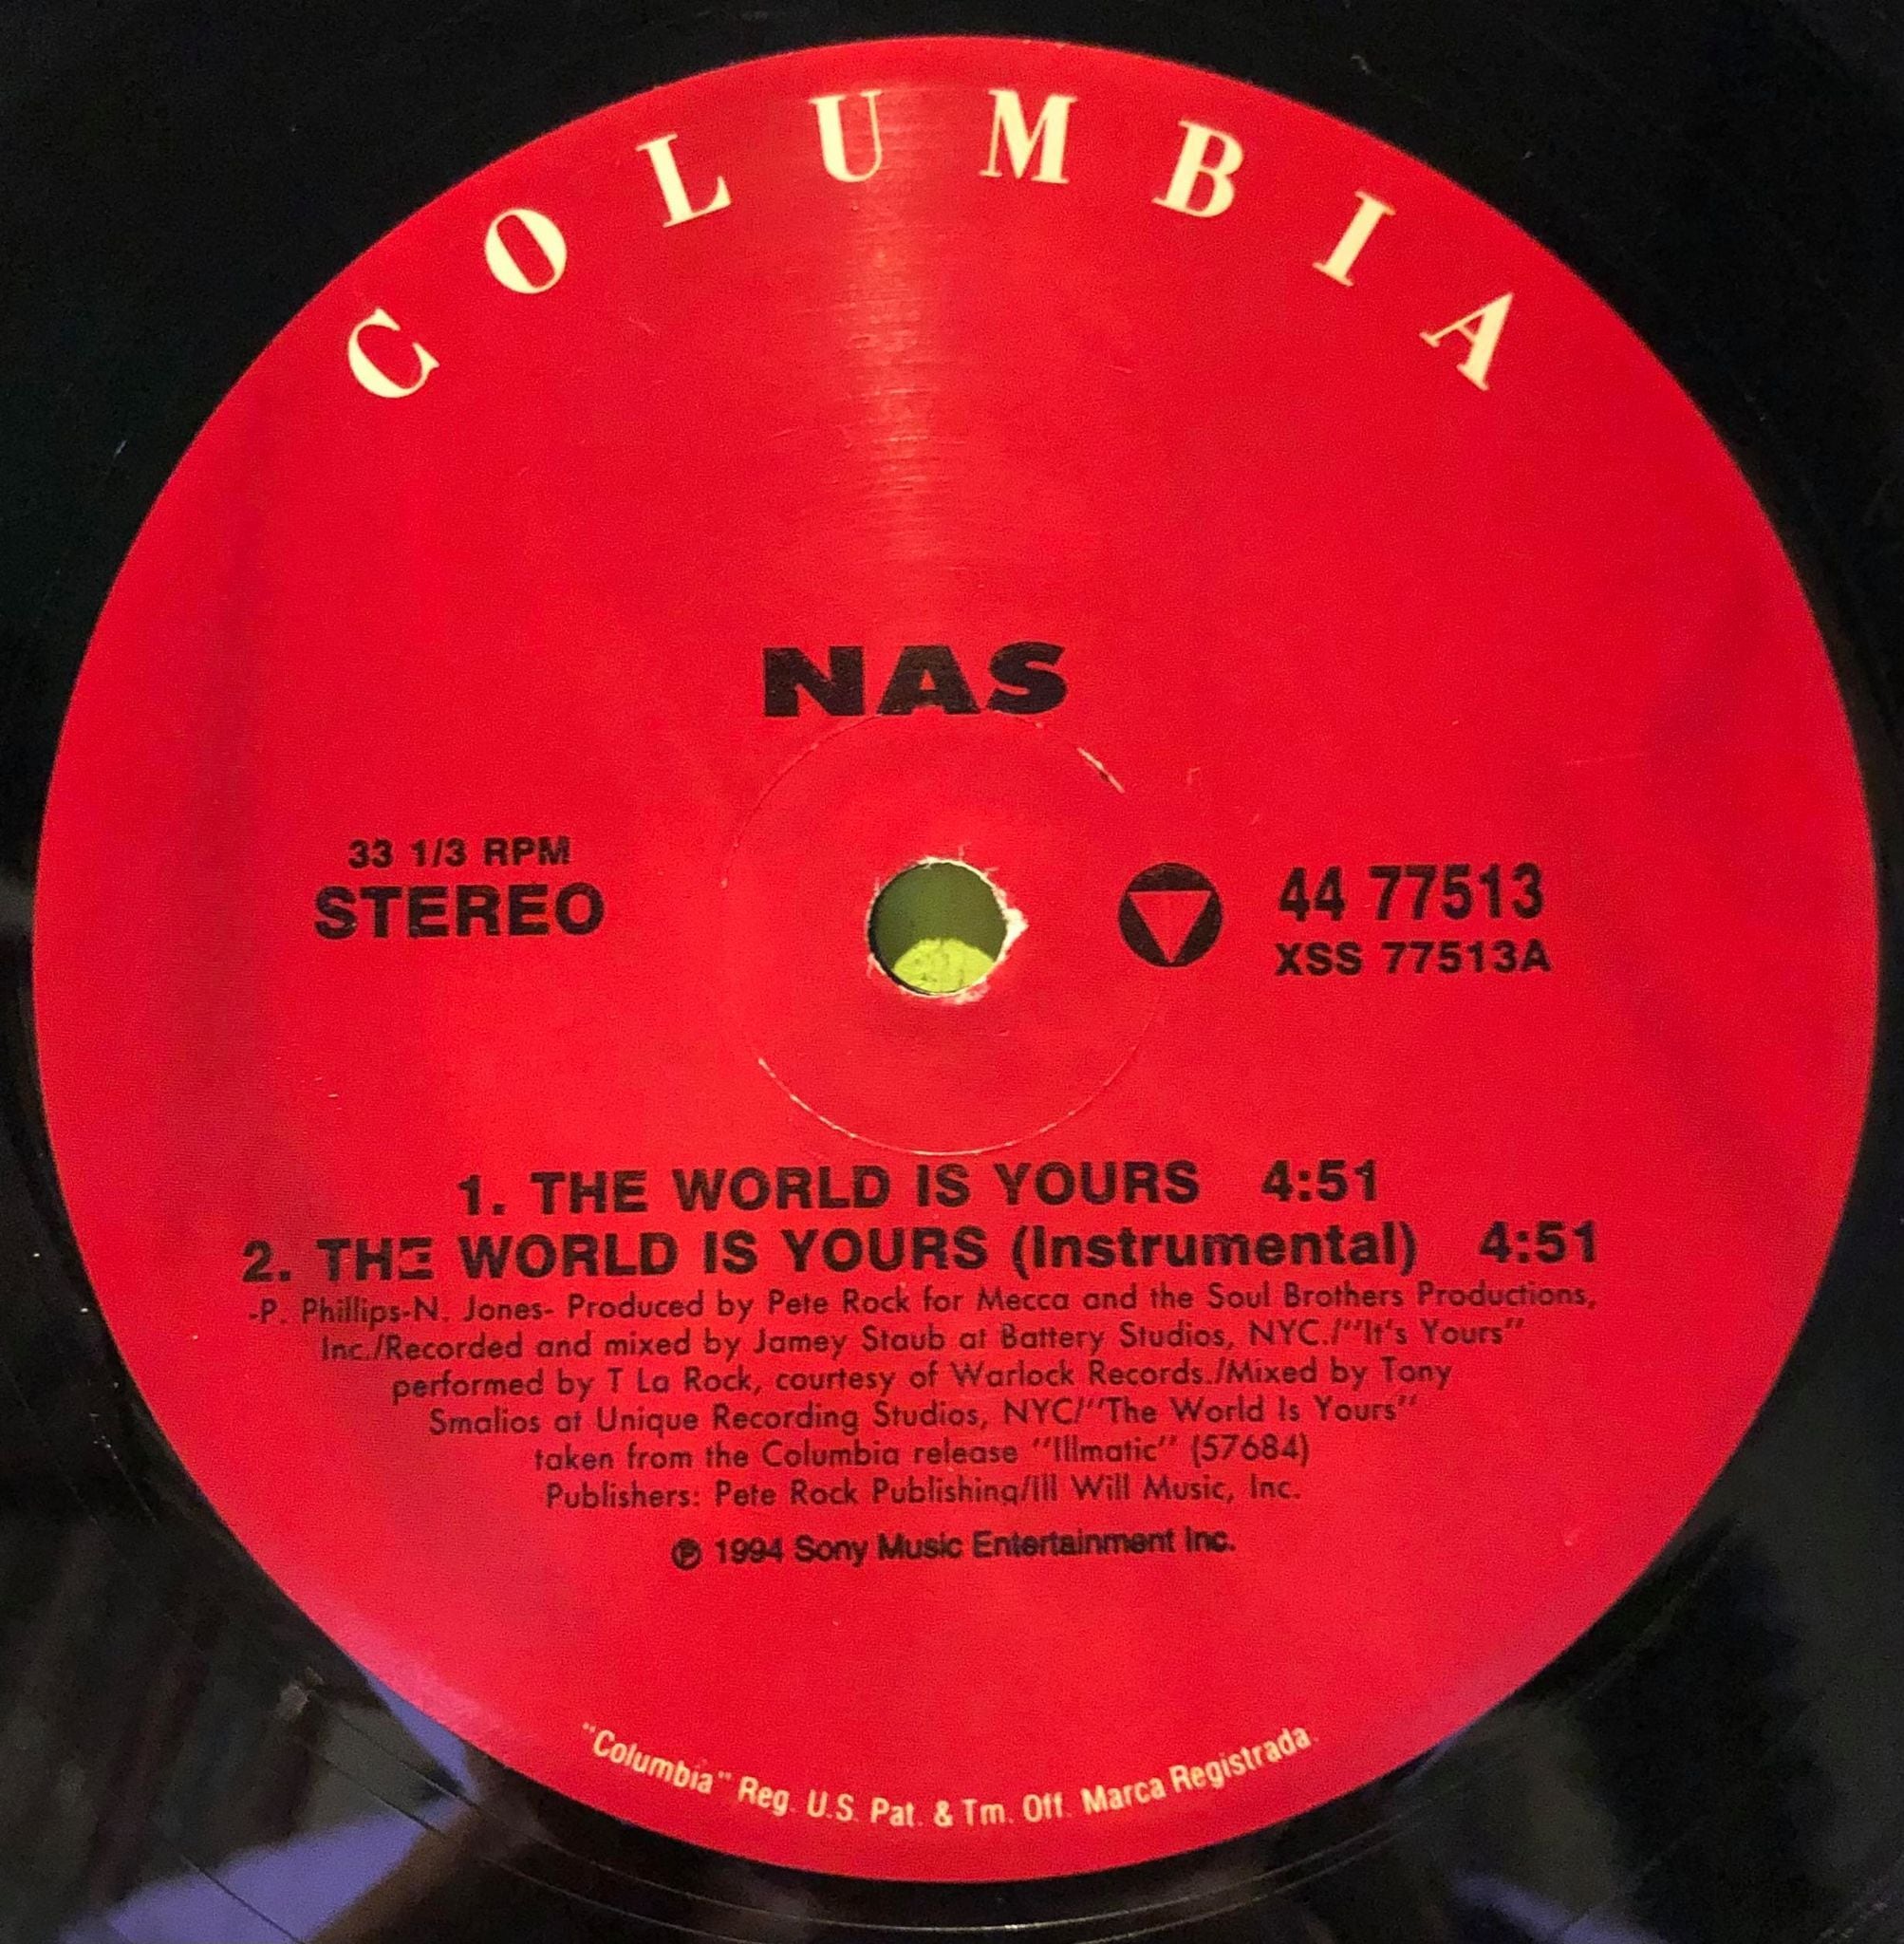 COLUMBIA
NAS
33 1/3 RPM
STEREO
44 77513
XSS 77513A
1. THE WORLD IS YOURS 4:51
2. THE WORLD IS YOURS (Instrumental) 4:51
-P. Phillips-N. Jones- Produced by Pete Rock for Mecca and the Soul Brothers Productions,
Inc./Recorded and mixed by Jamey Staub at Battery Studios, NYC./"It's Yours"
performed by T La Rock, courtesy of Warlock Records./Mixed by Tony
Smalios at Unique Recording Studios, NYC/"The World Is Yours"
taken from the Columbia release "Illmatic" (57684)
Publishers: Pete Rock Publishing/Ill Will Music, Inc.
℗ 1994 Sony Music Entertainment Inc.
"Columbia" Reg. U.S. Pat. & Tm. Off. Marca Registrada.